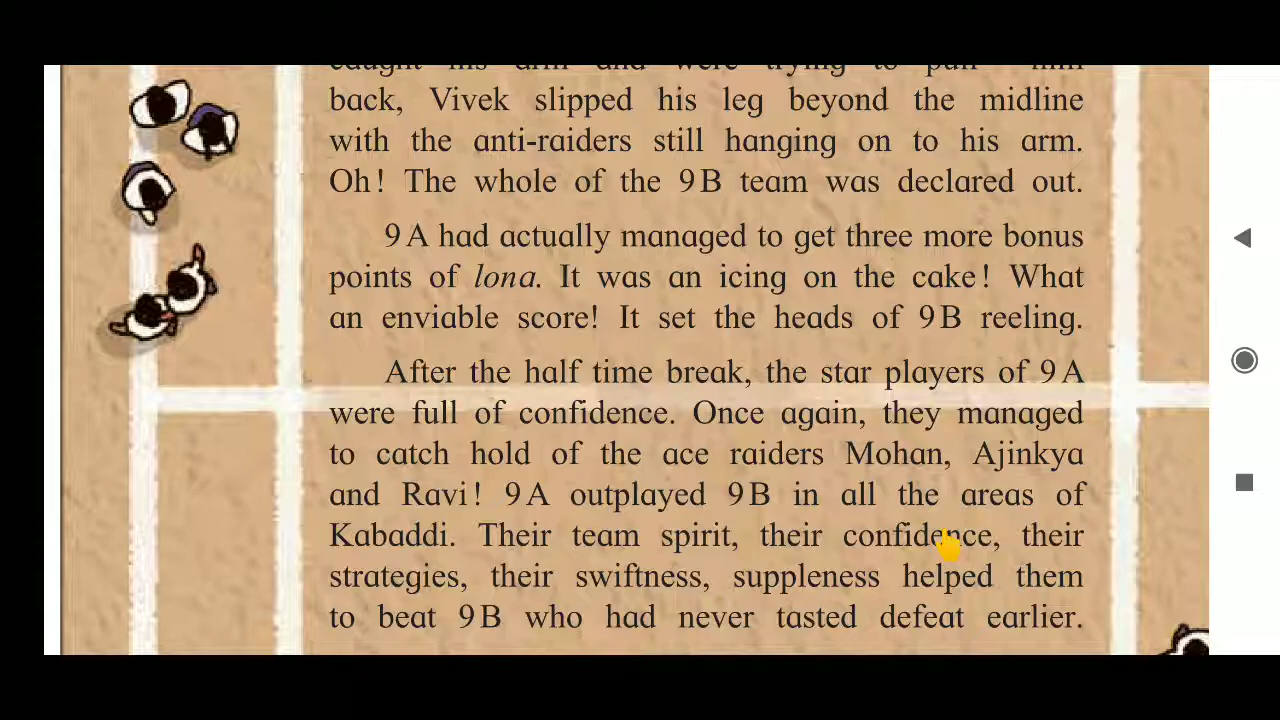 back, Vivek slipped his leg beyond the midline
with the anti-raiders still hanging on to his arm.
Oh! The whole of the 9B team was declared out.
9A had actually managed to get three more bonus
points of lona. It was an icing on the cake! What
an enviable score! It set the heads of 9B reeling.
After the half time break, the star players of 9A
were full of confidence. Once again, they managed
to catch hold of the ace raiders Mohan, Ajinkya
and Ravi! 9A outplayed 9B in all the areas of
Kabaddi. Their team spirit, their confidence, their
strategies, their swiftness, suppleness helped them
to beat 9B who had never tasted defeat earlier.